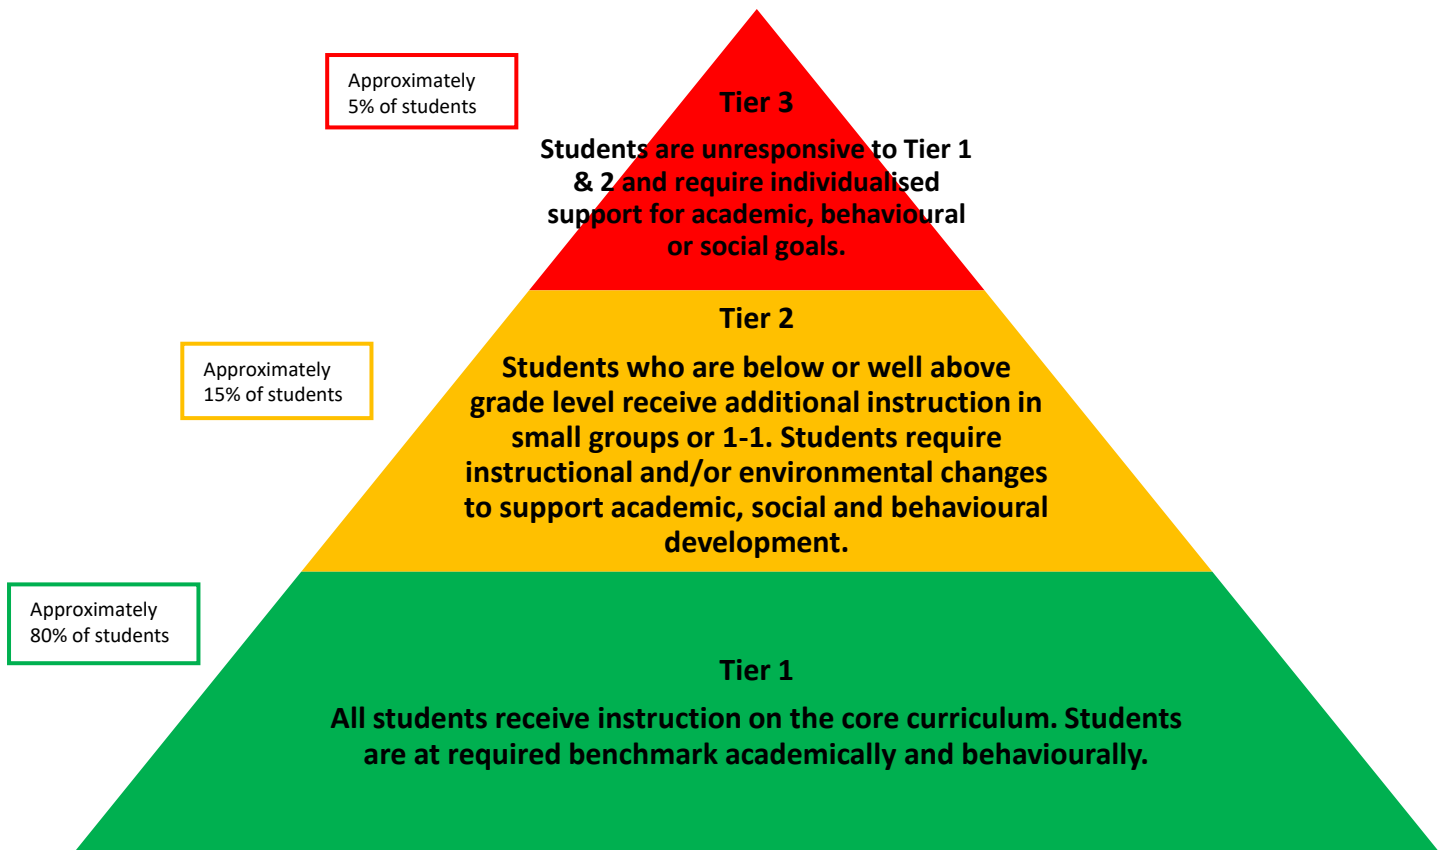 Approximately
5% of students
Tier 3
Students are unresponsive to Tier 1
& 2 and require individualised
support for academic, behavioural
or social goals.
Approximately
15% of students
Tier 2
Students who are below or well above
grade level receive additional instruction in
small groups or 1-1. Students require
instructional and/or environmental changes
to support academic, social and behavioural
development.
Approximately
80% of students
Tier 1
All students receive instruction on the core curriculum. Students
are at required benchmark academically and behaviourally.